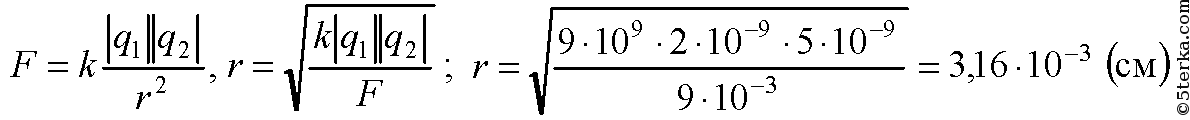 F = k |q₁||q₂| / r², r = √(k|q₁||q₂| / F) ; r = √(9·10⁹ · 2·10⁻⁹ · 5·10⁻⁹ / 9·10⁻³) = 3,16·10⁻³ (см)
©5terka.com